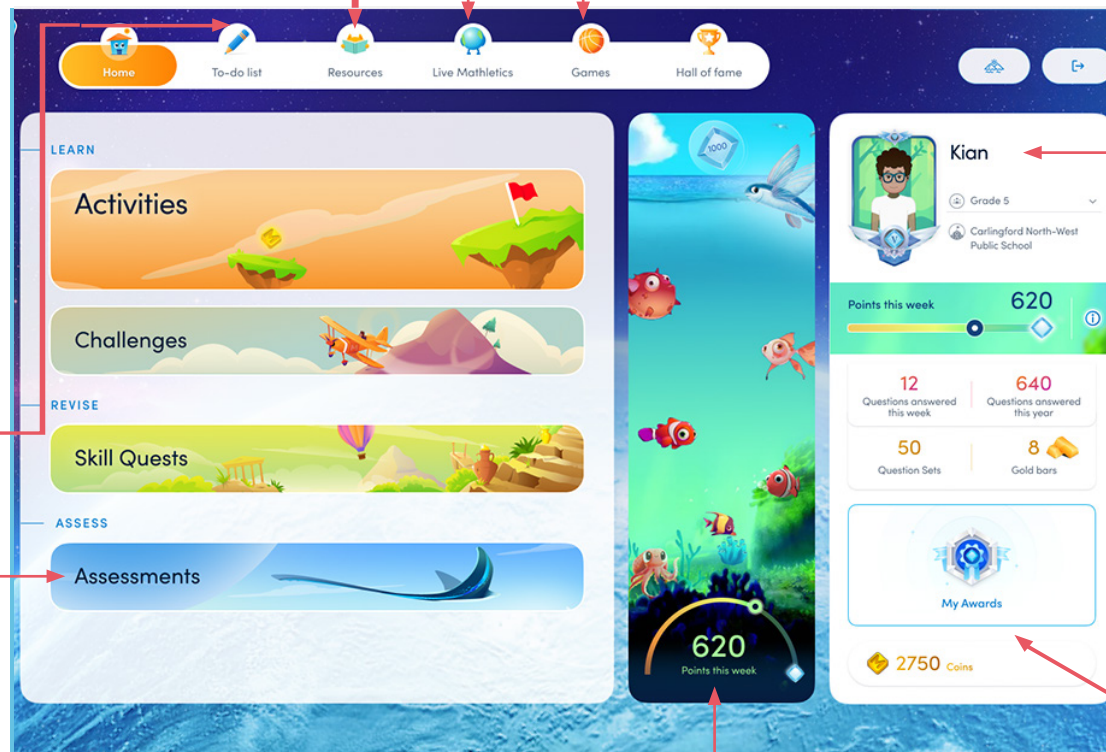 Home
To-do list
Resources
Live Mathletics
Games
Hall of fame
LEARN
Activities
Challenges
REVISE
Skill Quests
ASSESS
Assessments
1000
620
Points this week
Kian
Grade 5
Carlingford North-West
Public School
V
Points this week
620
12
Questions answered
this week
640
Questions answered
this year
50
Question Sets
8
Gold bars
My Awards
2750 Coins